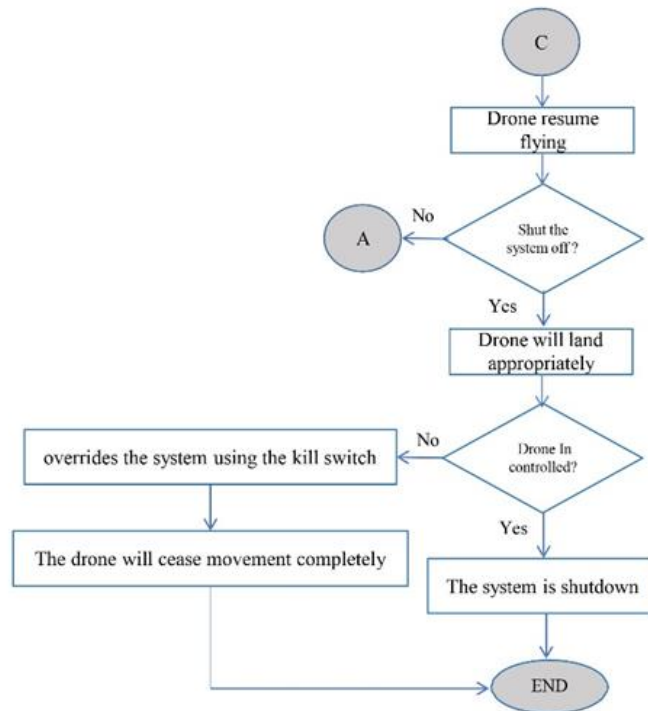 C
Drone resume
flying
No
A
Shut the
system off?
Yes
Drone will land
appropriately
No
overrides the system using the kill switch
Drone In
controlled?
Yes
The drone will cease movement completely
The system is shutdown
END